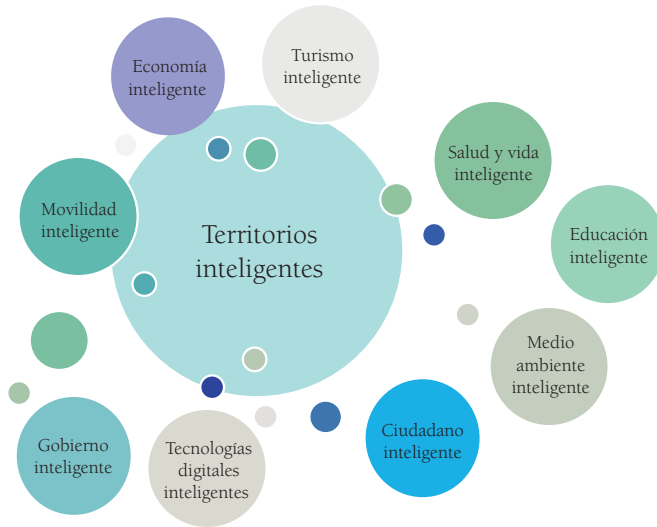 Economía
inteligente
Turismo
inteligente
Salud y vida
inteligente
Movilidad
inteligente
Territorios
inteligentes
Educación
inteligente
Medio
ambiente
inteligente
Gobierno
inteligente
Tecnologías
digitales
inteligentes
Ciudadano
inteligente